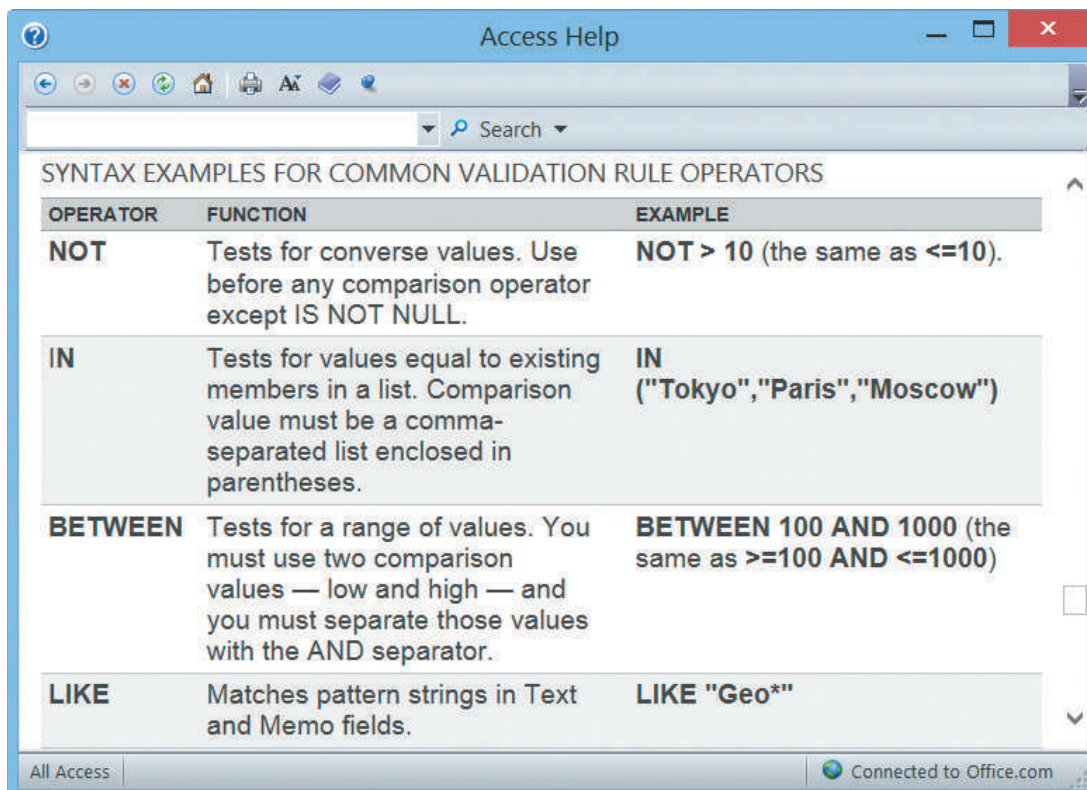 Access Help
Search
SYNTAX EXAMPLES FOR COMMON VALIDATION RULE OPERATORS
OPERATOR FUNCTION EXAMPLE
NOT Tests for converse values. Use NOT > 10 (the same as <=10).
before any comparison operator
except IS NOT NULL.
IN Tests for values equal to existing IN
members in a list. Comparison ("Tokyo","Paris","Moscow")
value must be a comma-
separated list enclosed in
parentheses.
BETWEEN Tests for a range of values. You BETWEEN 100 AND 1000 (the
must use two comparison same as >=100 AND <=1000)
values — low and high — and
you must separate those values
with the AND separator.
LIKE Matches pattern strings in Text LIKE "Geo*"
and Memo fields.
All Access Connected to Office.com